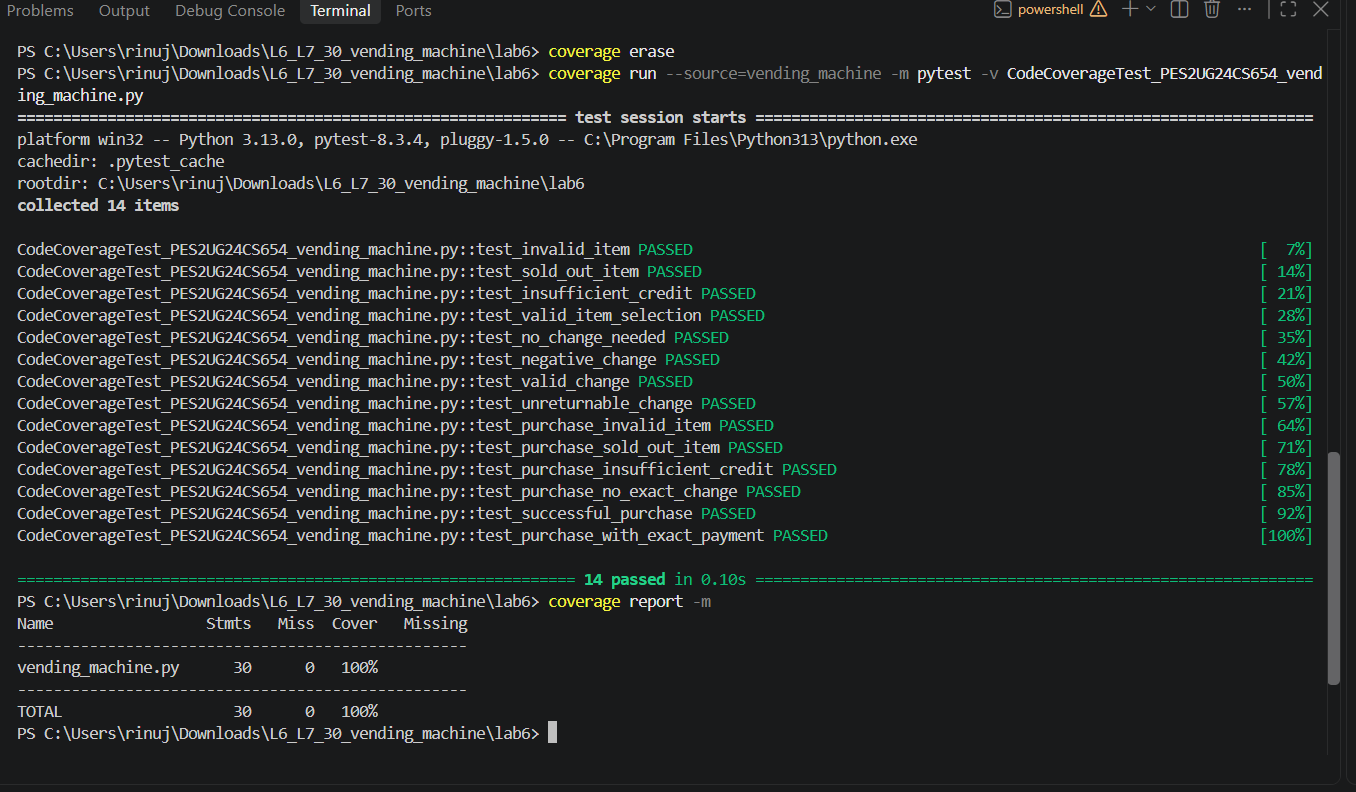 Problems Output Debug Console Terminal Ports powershell
PS C:\Users\rinuj\Downloads\L6_L7_30_vending_machine\lab6> coverage erase
PS C:\Users\rinuj\Downloads\L6_L7_30_vending_machine\lab6> coverage run --source=vending_machine -m pytest -v CodeCoverageTest_PES2UG24CS654_vend
ing_machine.py
============================================================= test session starts ==============================================================
platform win32 -- Python 3.13.0, pytest-8.3.4, pluggy-1.5.0 -- C:\Program Files\Python313\python.exe
cachedir: .pytest_cache
rootdir: C:\Users\rinuj\Downloads\L6_L7_30_vending_machine\lab6
collected 14 items
CodeCoverageTest_PES2UG24CS654_vending_machine.py::test_invalid_item PASSED [  7%]
CodeCoverageTest_PES2UG24CS654_vending_machine.py::test_sold_out_item PASSED [ 14%]
CodeCoverageTest_PES2UG24CS654_vending_machine.py::test_insufficient_credit PASSED [ 21%]
CodeCoverageTest_PES2UG24CS654_vending_machine.py::test_valid_item_selection PASSED [ 28%]
CodeCoverageTest_PES2UG24CS654_vending_machine.py::test_no_change_needed PASSED [ 35%]
CodeCoverageTest_PES2UG24CS654_vending_machine.py::test_negative_change PASSED [ 42%]
CodeCoverageTest_PES2UG24CS654_vending_machine.py::test_valid_change PASSED [ 50%]
CodeCoverageTest_PES2UG24CS654_vending_machine.py::test_unreturnable_change PASSED [ 57%]
CodeCoverageTest_PES2UG24CS654_vending_machine.py::test_purchase_invalid_item PASSED [ 64%]
CodeCoverageTest_PES2UG24CS654_vending_machine.py::test_purchase_sold_out_item PASSED [ 71%]
CodeCoverageTest_PES2UG24CS654_vending_machine.py::test_purchase_insufficient_credit PASSED [ 78%]
CodeCoverageTest_PES2UG24CS654_vending_machine.py::test_purchase_no_exact_change PASSED [ 85%]
CodeCoverageTest_PES2UG24CS654_vending_machine.py::test_successful_purchase PASSED [ 92%]
CodeCoverageTest_PES2UG24CS654_vending_machine.py::test_purchase_with_exact_payment PASSED [100%]
============================================================== 14 passed in 0.10s ==============================================================
PS C:\Users\rinuj\Downloads\L6_L7_30_vending_machine\lab6> coverage report -m
Name                 Stmts   Miss  Cover   Missing
--------------------------------------------------
vending_machine.py      30      0   100%
--------------------------------------------------
TOTAL                   30      0   100%
PS C:\Users\rinuj\Downloads\L6_L7_30_vending_machine\lab6>